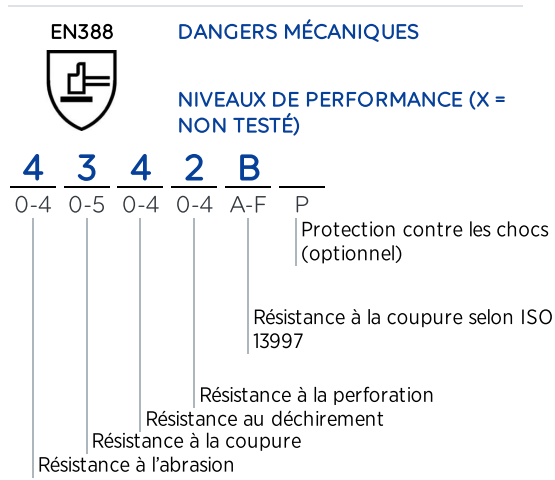 EN388
DANGERS MÉCANIQUES
NIVEAUX DE PERFORMANCE (X =
NON TESTÉ)
4 3 4 2 B
0-4 0-5 0-4 0-4 A-F P
Protection contre les chocs
(optionnel)
Résistance à la coupure selon ISO
13997
Résistance à la perforation
Résistance au déchirement
Résistance à la coupure
Résistance à l'abrasion